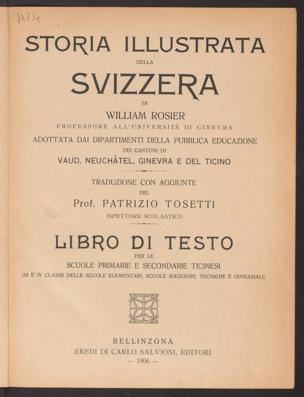 STORIA ILLUSTRATA
DELLA
SVIZZERA
DI
WILLIAM ROSIER
PROFESSORE ALL'UNIVERSITÀ DI GINEVRA
ADOTTATA DAI DIPARTIMENTI DELLA PUBBLICA EDUCAZIONE
DEI CANTONI DI
VAUD, NEUCHÂTEL, GINEVRA E DEL TICINO
TRADUZIONE CON AGGIUNTE
DEL
Prof. PATRIZIO TOSETTI
ISPETTORE SCOLASTICO
LIBRO DI TESTO
PER LE
SCUOLE PRIMARIE E SECONDARIE TICINESI
(III E IV CLASSE DELLE SCUOLE ELEMENTARI, SCUOLE MAGGIORI, TECNICHE E GINNASIALI)
BELLINZONA
EREDI DI CARLO SALVIONI, EDITORI
— 1906 —